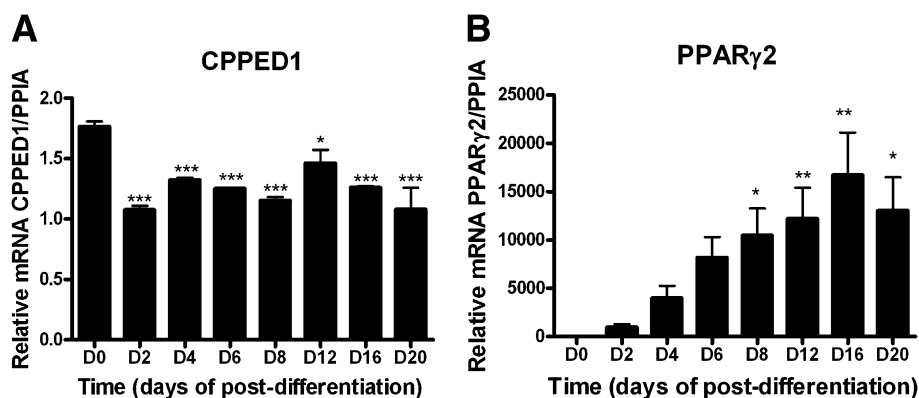 A
CPPED1
Relative mRNA CPPED1/PPIA
2.0
1.5
1.0
0.5
0.0
*** *** *** *** * *** ***
D0 D2 D4 D6 D8 D12 D16 D20
Time (days of post-differentiation)
B
PPARγ2
Relative mRNA PPARγ2/PPIA
25000
20000
15000
10000
5000
0
* ** ** *
D0 D2 D4 D6 D8 D12 D16 D20
Time (days of post-differentiation)